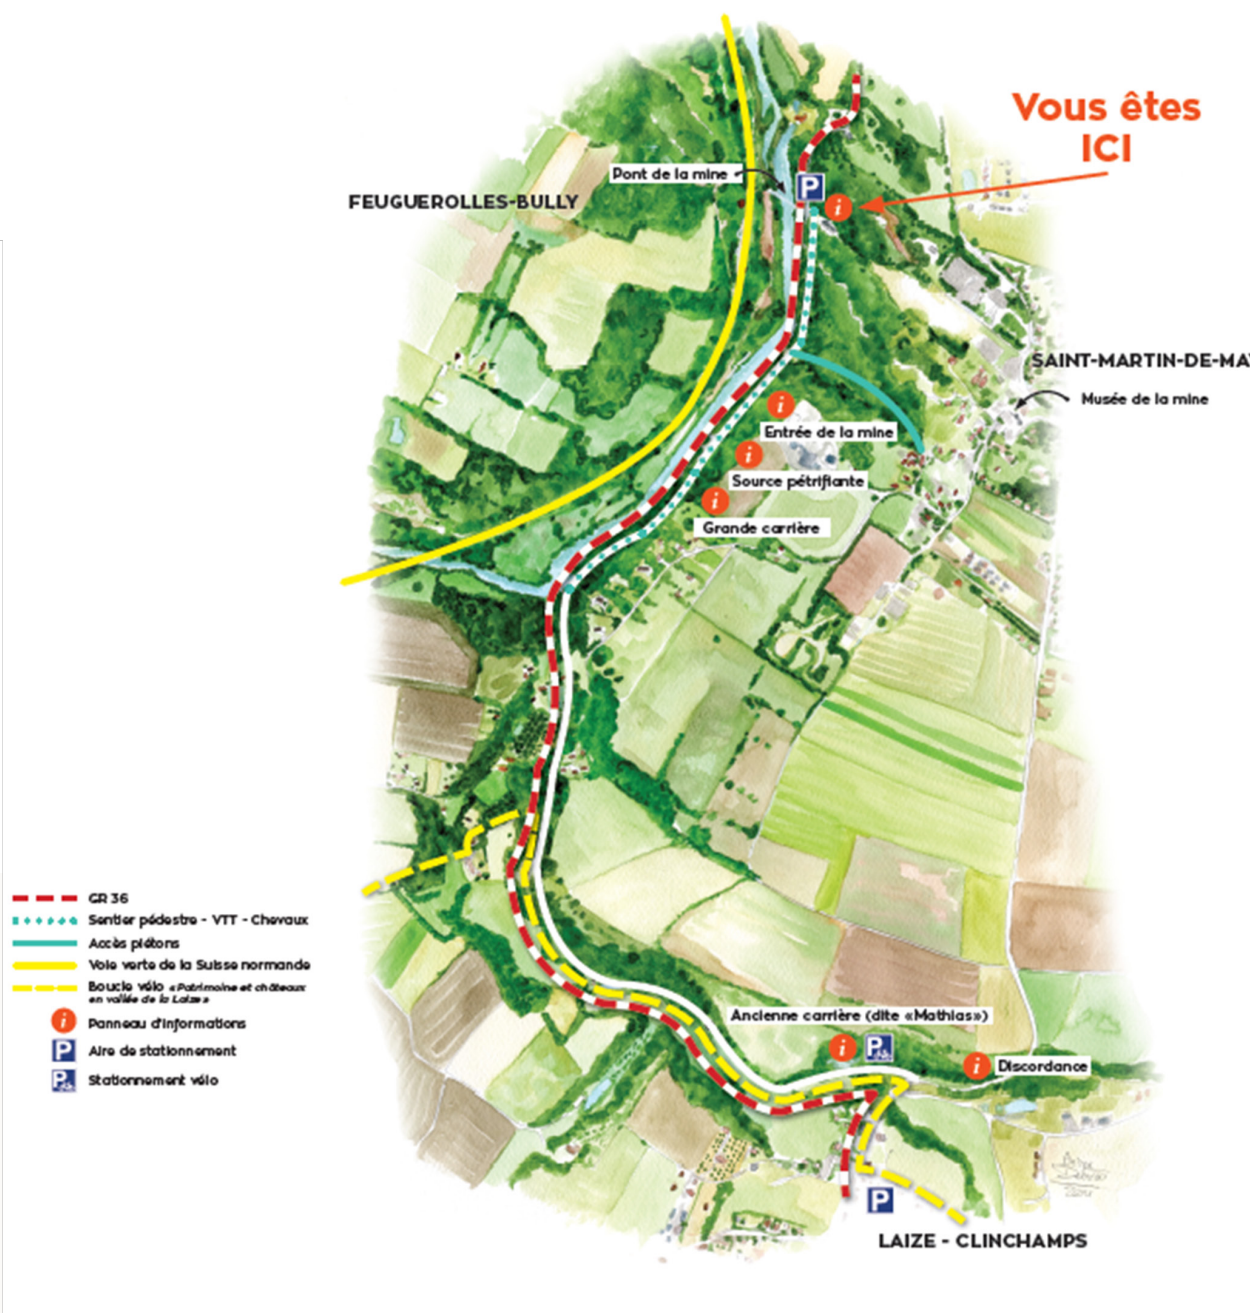 Vous êtes
ICI
Pont de la mine
P
i
FEUGUEROLLES-BULLY
SAINT-MARTIN-DE-MA
Musée de la mine
i
Entrée de la mine
i
Source pétrifiante
i
Grande carrière
GR 36
Sentier pédestre - VTT - Chevaux
Accès piétons
Voie verte de la Suisse normande
Boucle vélo «Patrimoine et châteaux
en vallée de la Laize»
i Panneau d'informations
P Aire de stationnement
P Stationnement vélo
Ancienne carrière (dite «Mathias»)
i P
i Discordance
P
LAIZE - CLINCHAMPS